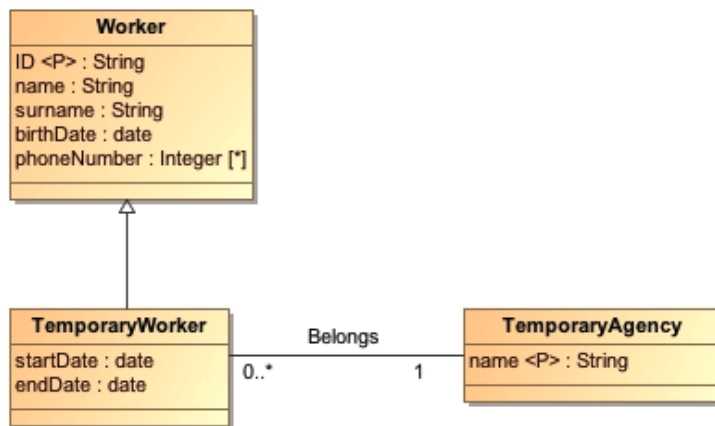 Worker
ID <P> : String
name : String
surname : String
birthDate : date
phoneNumber : Integer [*]
TemporaryWorker
startDate : date
endDate : date
Belongs
0..*
1
TemporaryAgency
name <P> : String